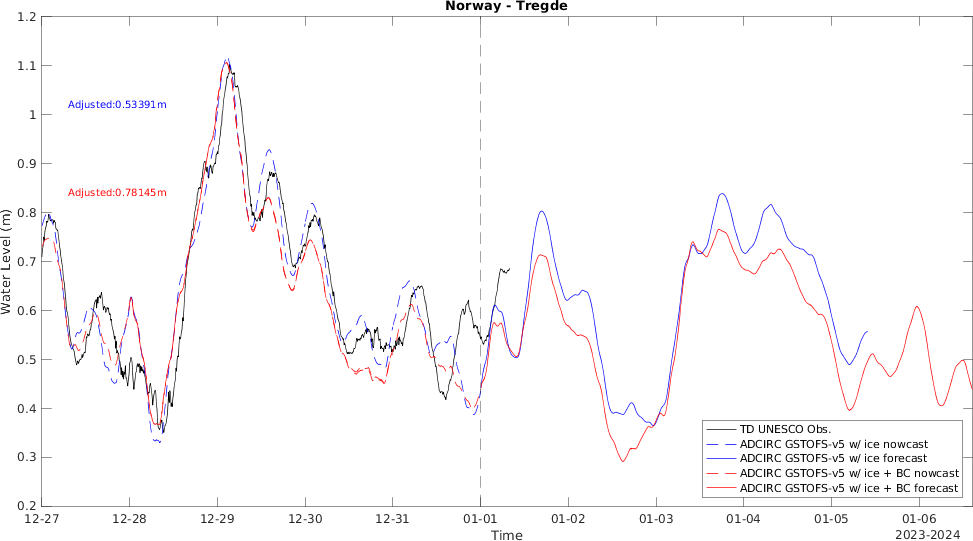 Norway - Tregde
1.2
1.1
1
0.9
0.8
0.7
0.6
0.5
0.4
0.3
0.2
Water Level (m)
Adjusted:0.53391m
Adjusted:0.78145m
TD UNESCO Obs.
ADCIRC GSTOFS-v5 w/ ice nowcast
ADCIRC GSTOFS-v5 w/ ice forecast
ADCIRC GSTOFS-v5 w/ ice + BC nowcast
ADCIRC GSTOFS-v5 w/ ice + BC forecast
12-27 12-28 12-29 12-30 12-31 01-01 01-02 01-03 01-04 01-05 01-06
Time
2023-2024